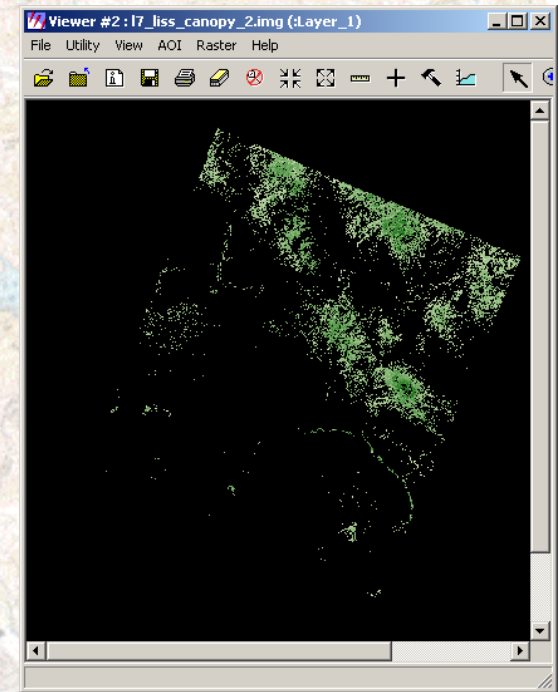 Viewer #2 : l7_liss_canopy_2.img (:Layer_1)
File Utility View AOI Raster Help